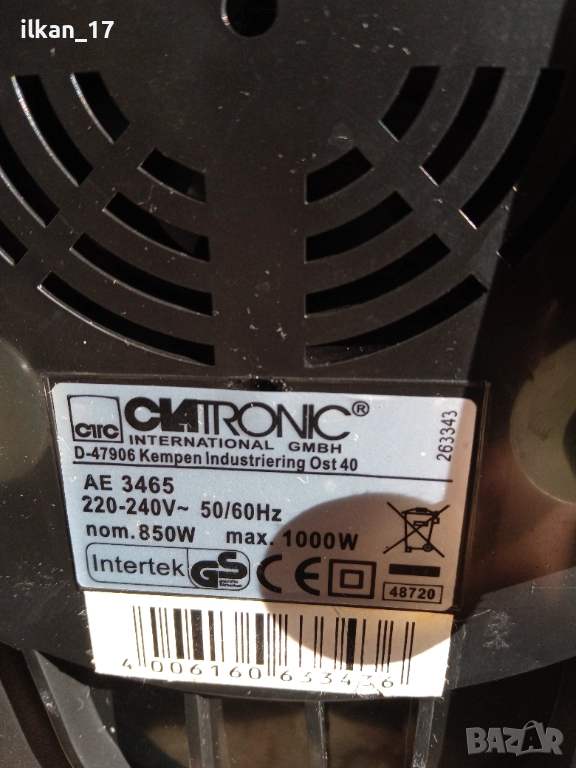 ilkan_17
CTC CLATRONIC®
INTERNATIONAL GMBH
D-47906 Kempen Industriering Ost 40
263343
AE 3465
220-240V~ 50/60Hz
nom. 850W max. 1000W
Intertek GS CE
48720
4 006160 633436
BAZAR